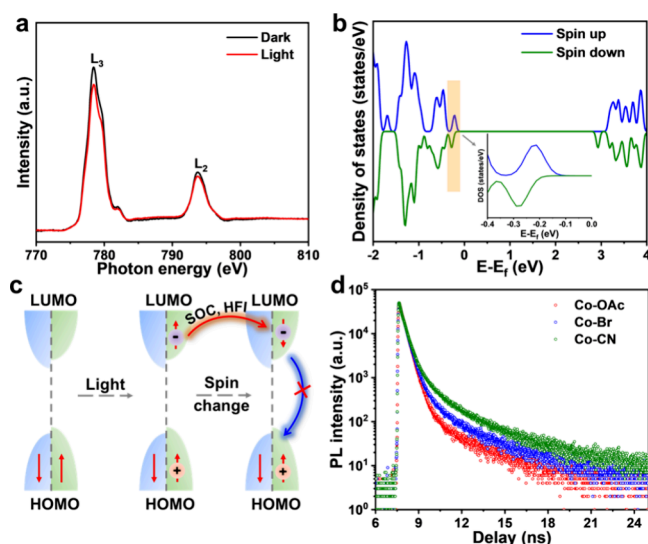 a
Dark
Light
L3
L2
Intensity (a.u.)
770 780 790 800 810
Photon energy (eV)
b
Spin up
Spin down
Density of states (states/eV)
DOS (states/eV)
-0.4 -0.3 -0.2 -0.1 0.0
E-Ef (eV)
-2 -1 0 1 2 3 4
E-Ef (eV)
c
LUMO LUMO LUMO
SOC, HFI
- -
Light
Spin
change
+ +
HOMO HOMO HOMO
d
Co-OAc
Co-Br
Co-CN
PL intensity (a.u.)
10^5
10^4
10^3
10^2
10^1
10^0
6 9 12 15 18 21 24
Delay (ns)